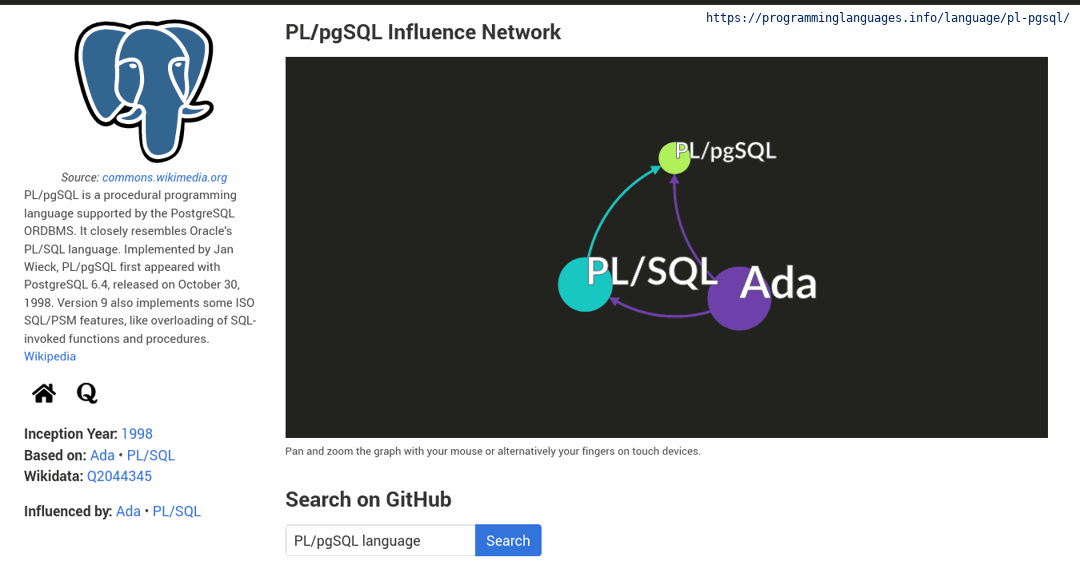 https://programminglanguages.info/language/pl-pgsql/
Source: commons.wikimedia.org
PL/pgSQL is a procedural programming
language supported by the PostgreSQL
ORDBMS. It closely resembles Oracle's
PL/SQL language. Implemented by Jan
Wieck, PL/pgSQL first appeared with
PostgreSQL 6.4, released on October 30,
1998. Version 9 also implements some ISO
SQL/PSM features, like overloading of SQL-
invoked functions and procedures.
Wikipedia
Q
Inception Year: 1998
Based on: Ada • PL/SQL
Wikidata: Q2044345
Influenced by: Ada • PL/SQL
PL/pgSQL Influence Network
PL/pgSQL
PL/SQL
Ada
Pan and zoom the graph with your mouse or alternatively your fingers on touch devices.
Search on GitHub
PL/pgSQL language
Search